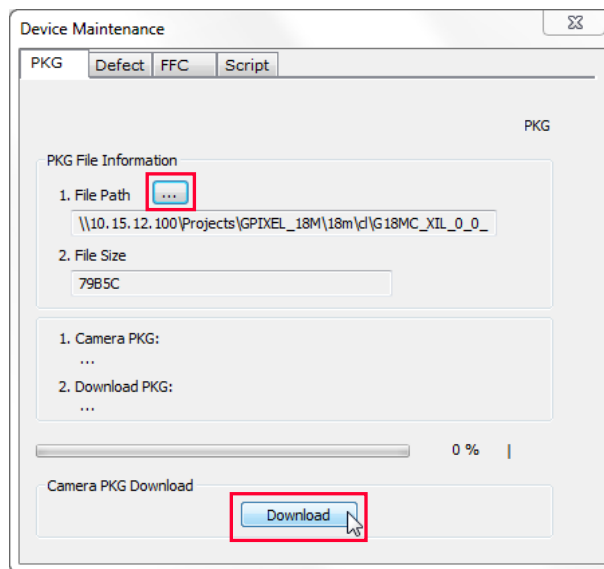 Device Maintenance
PKG Defect FFC Script
PKG
PKG File Information
1. File Path ...
\\10.15.12.100\Projects\GPIXEL_18M\18m\cl\G18MC_XIL_0_0_
2. File Size
79B5C
1. Camera PKG:
...
2. Download PKG:
...
0 %
Camera PKG Download
Download